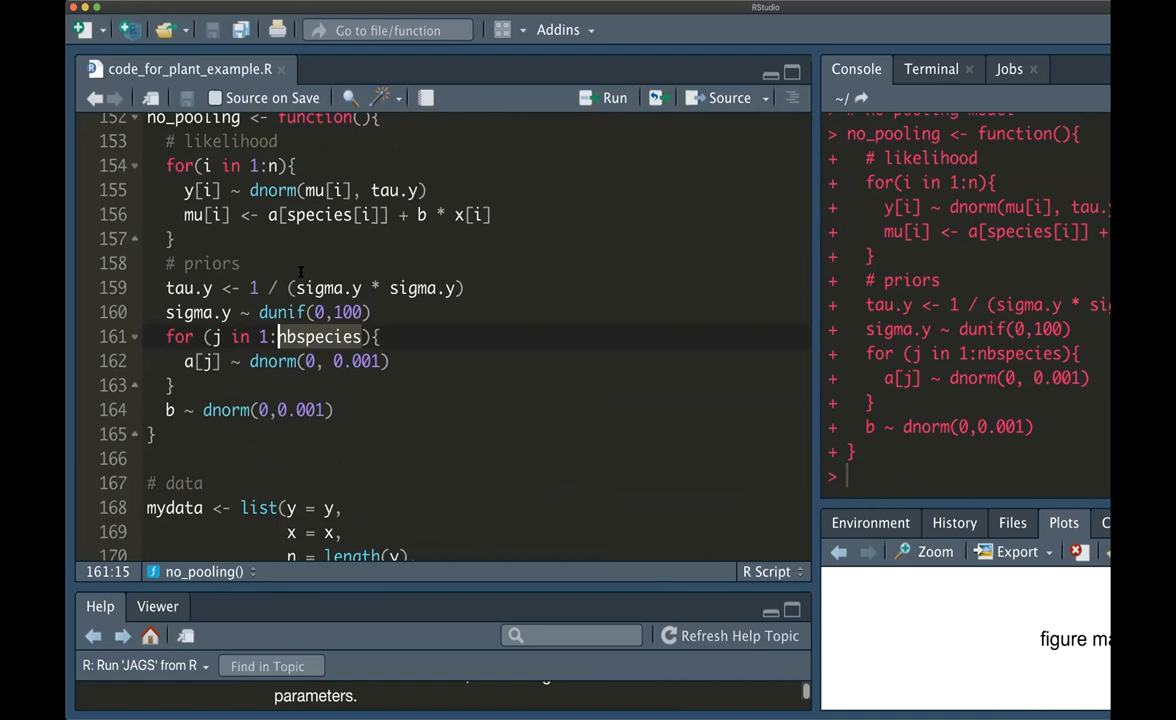 RStudio
Go to file/function
Addins
code_for_plant_example.R
Source on Save
Run
Source
152 no_pooling <- function(){
153 # likelihood
154 for(i in 1:n){
155 y[i] ~ dnorm(mu[i], tau.y)
156 mu[i] <- a[species[i]] + b * x[i]
157 }
158 # priors
159 tau.y <- 1 / (sigma.y * sigma.y)
160 sigma.y ~ dunif(0,100)
161 for (j in 1:nbspecies){
162 a[j] ~ dnorm(0, 0.001)
163 }
164 b ~ dnorm(0,0.001)
165 }
166
167 # data
168 mydata <- list(y = y,
169 x = x,
170 n = length(y),
161:15 no_pooling() R Script
Help Viewer
Refresh Help Topic
R: Run 'JAGS' from R Find in Topic
parameters.
Console Terminal Jobs
~/
> no_pooling <- function(){
+ # likelihood
+ for(i in 1:n){
+ y[i] ~ dnorm(mu[i], tau.
+ mu[i] <- a[species[i]] +
+ }
+ # priors
+ tau.y <- 1 / (sigma.y * si
+ sigma.y ~ dunif(0,100)
+ for (j in 1:nbspecies){
+ a[j] ~ dnorm(0, 0.001)
+ }
+ b ~ dnorm(0,0.001)
+ }
>
Environment History Files Plots
Zoom Export
figure ma